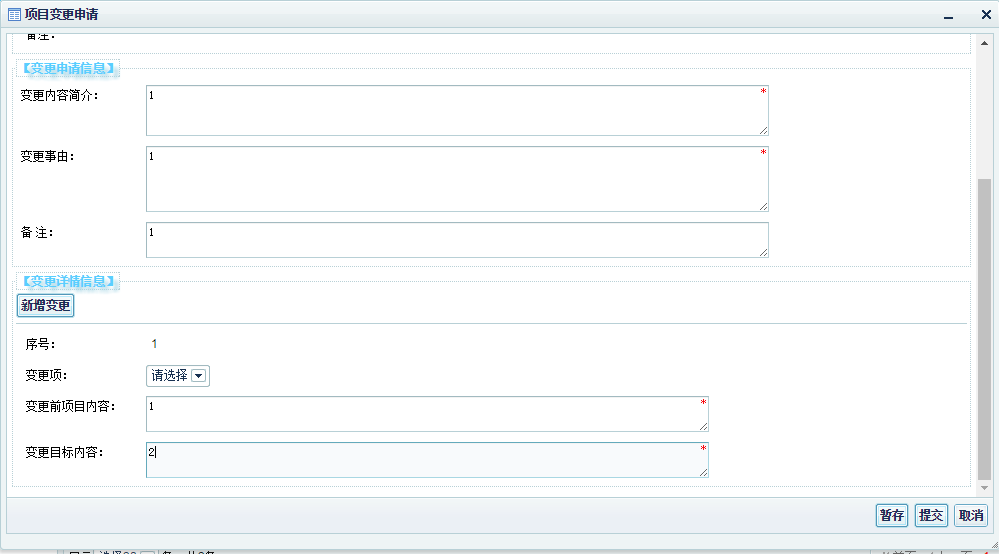 项目变更申请
备注：
【变更申请信息】
变更内容简介： 1 *
变更事由： 1 *
备 注： 1
【变更详情信息】
新增变更
序号： 1
变更项： 请选择
变更前项目内容： 1 *
变更目标内容： 2 *
暂存 提交 取消